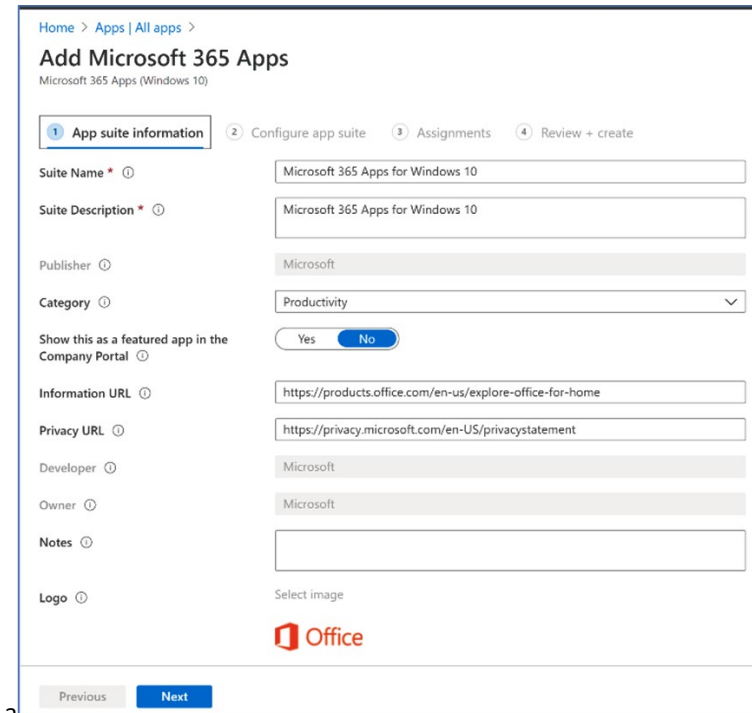 Home > Apps | All apps >
Add Microsoft 365 Apps
Microsoft 365 Apps (Windows 10)
1 App suite information 2 Configure app suite 3 Assignments 4 Review + create
Suite Name * Microsoft 365 Apps for Windows 10
Suite Description * Microsoft 365 Apps for Windows 10
Publisher Microsoft
Category Productivity
Show this as a featured app in the
Company Portal Yes No
Information URL https://products.office.com/en-us/explore-office-for-home
Privacy URL https://privacy.microsoft.com/en-US/privacystatement
Developer Microsoft
Owner Microsoft
Notes
Logo Select image
Office
Previous Next
a